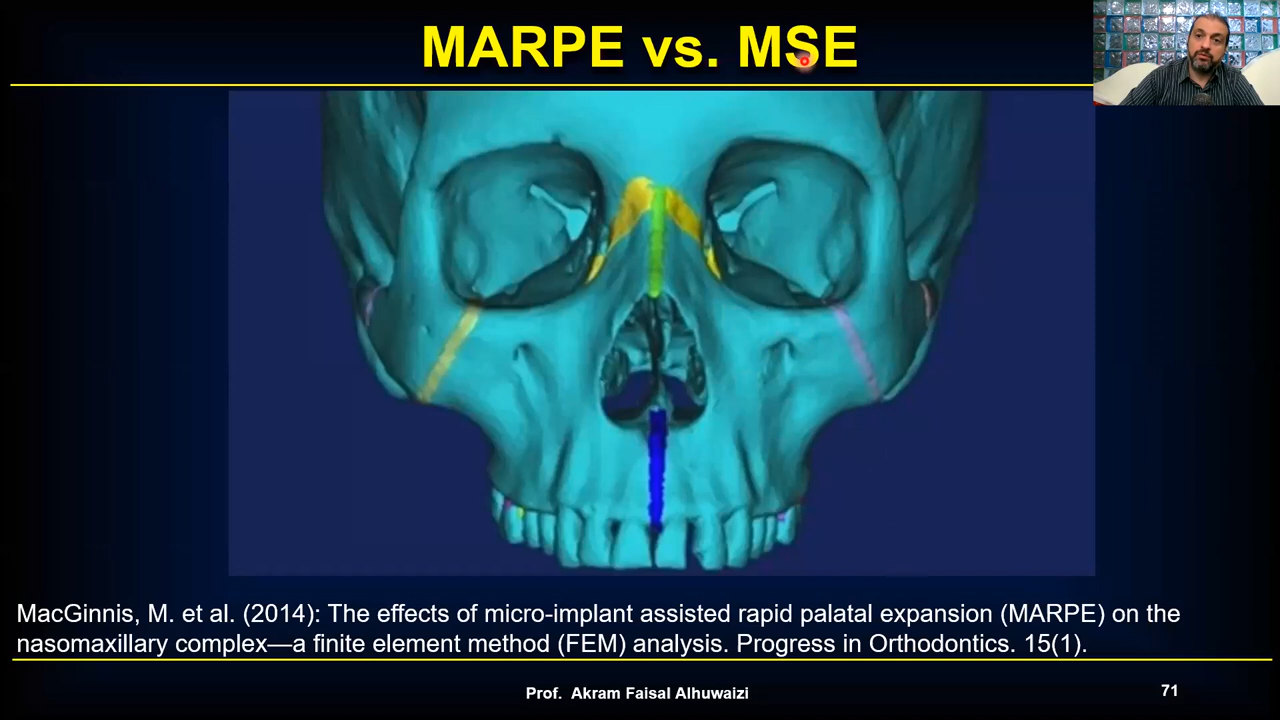 MARPE vs. MSE
MacGinnis, M. et al. (2014): The effects of micro-implant assisted rapid palatal expansion (MARPE) on the
nasomaxillary complex—a finite element method (FEM) analysis. Progress in Orthodontics. 15(1).
Prof. Akram Faisal Alhuwaizi
71